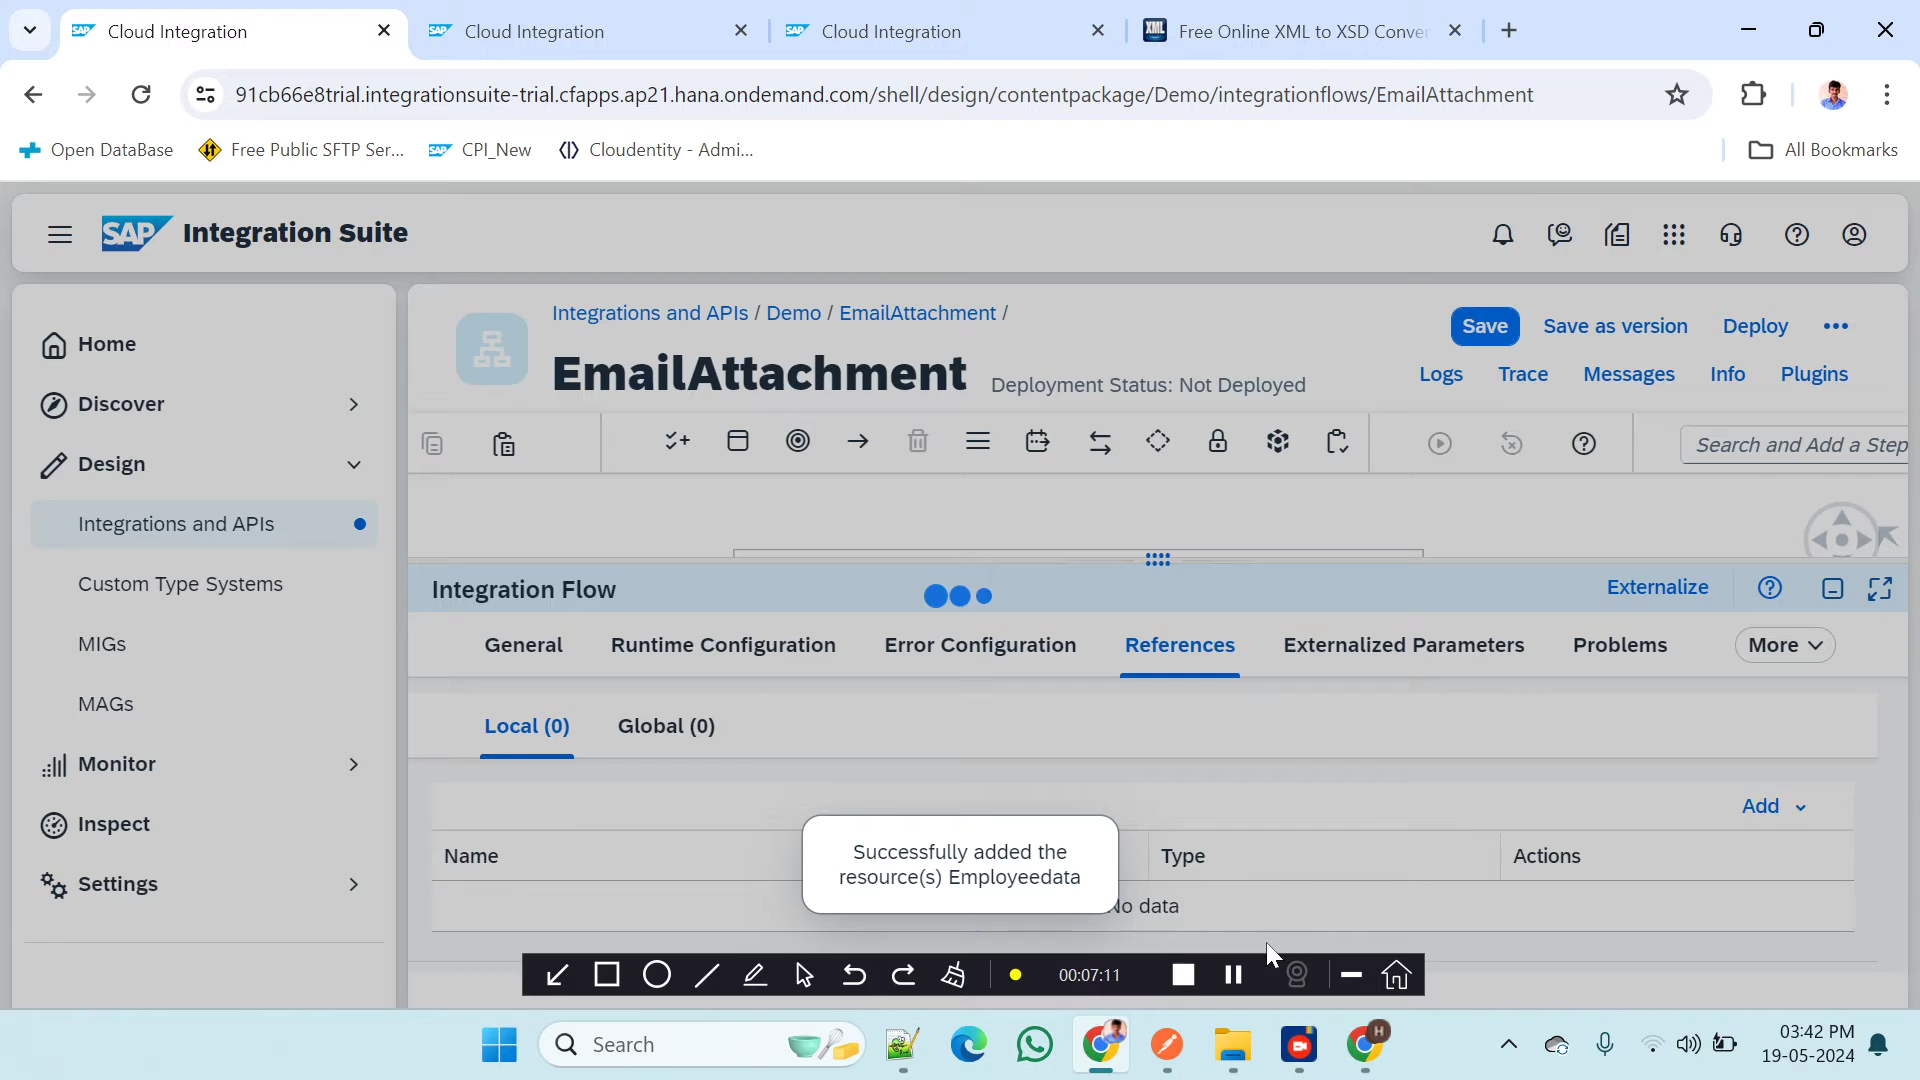 Cloud Integration
Cloud Integration
Cloud Integration
XML
Free Online XML to XSD Conver
91cb66e8trial.integrationsuite-trial.cfapps.ap21.hana.ondemand.com/shell/design/contentpackage/Demo/integrationflows/EmailAttachment
Open DataBase
Free Public SFTP Ser...
CPI_New
Cloudentity - Admi...
All Bookmarks
SAP Integration Suite
Home
Discover
Design
Integrations and APIs
Custom Type Systems
MIGs
MAGs
Monitor
Inspect
Settings
Integrations and APIs / Demo / EmailAttachment /
EmailAttachment
Deployment Status: Not Deployed
Save
Save as version
Deploy
Logs
Trace
Messages
Info
Plugins
Search and Add a Step
Integration Flow
Externalize
General
Runtime Configuration
Error Configuration
References
Externalized Parameters
Problems
More
Local (0)
Global (0)
Add
Name
Type
Actions
No data
Successfully added the
resource(s) Employeedata
00:07:11
Search
H
03:42 PM
19-05-2024